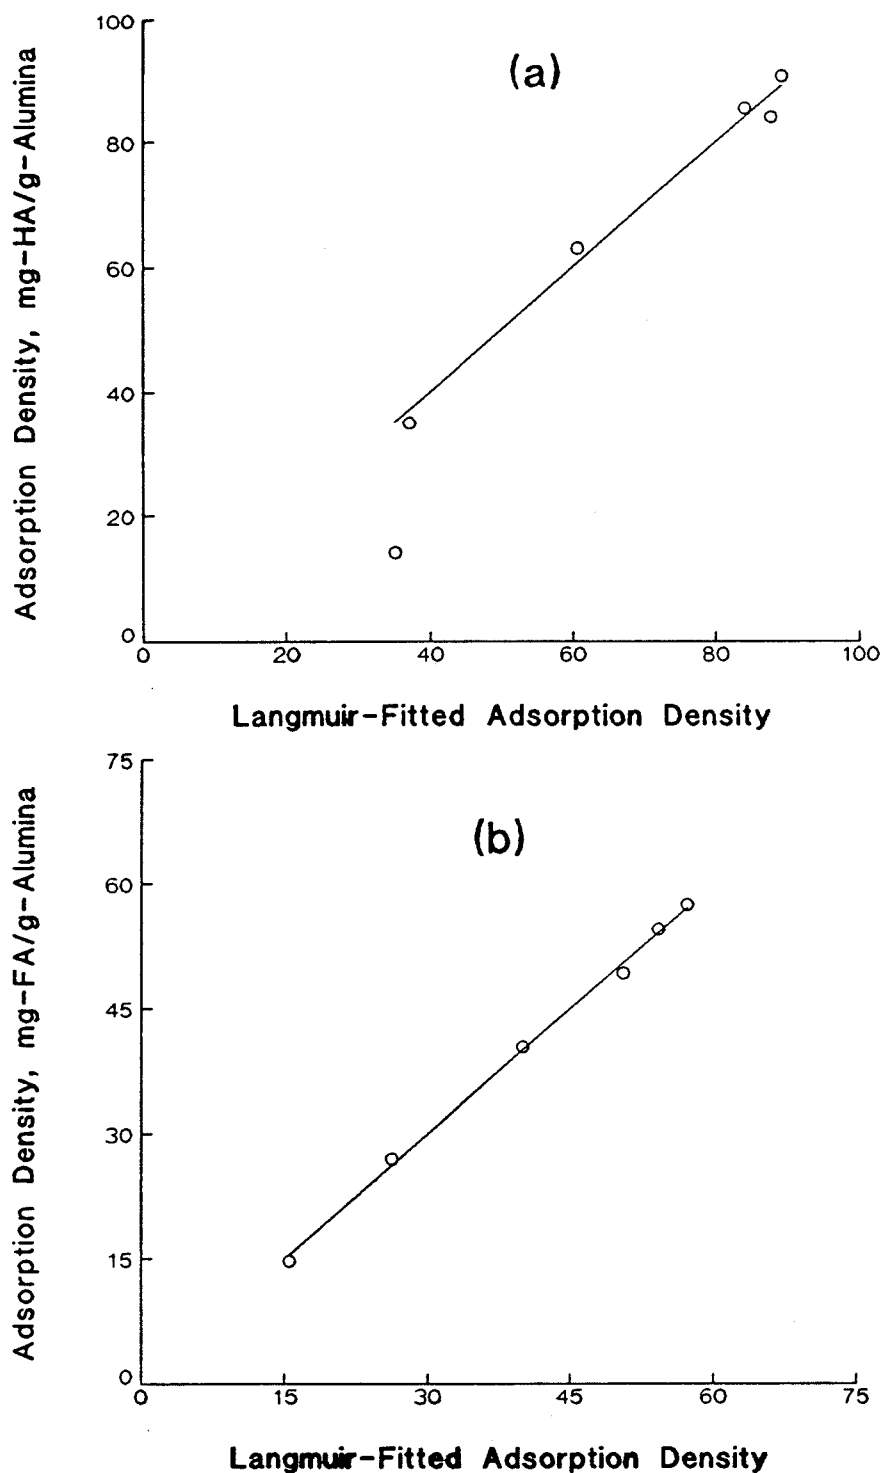 Adsorption Density, mg-HA/g-Alumina
(a)
100
80
60
40
20
0
0 20 40 60 80 100
Langmuir-Fitted Adsorption Density
Adsorption Density, mg-FA/g-Alumina
(b)
75
60
45
30
15
0
0 15 30 45 60 75
Langmuir-Fitted Adsorption Density